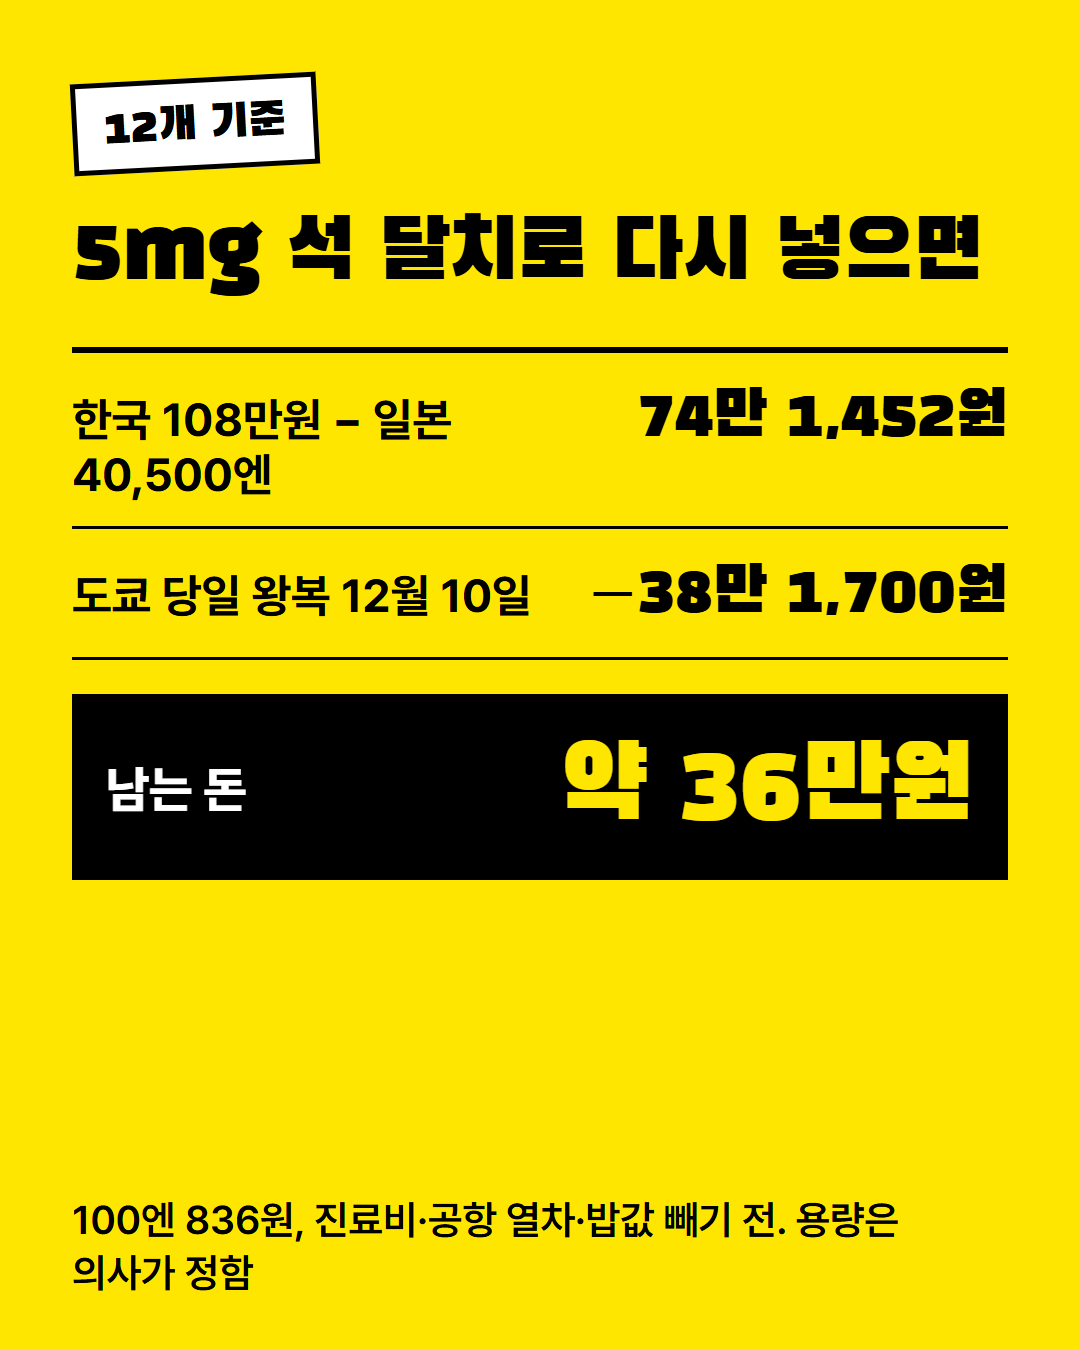 12개 기준
5mg 석 달치로 다시 넣으면
한국 108만원 – 일본
40,500엔
74만 1,452원
도쿄 당일 왕복 12월 10일
—38만 1,700원
남는 돈
약 36만원
100엔 836원, 진료비·공항 열차·밥값 빼기 전. 용량은
의사가 정함